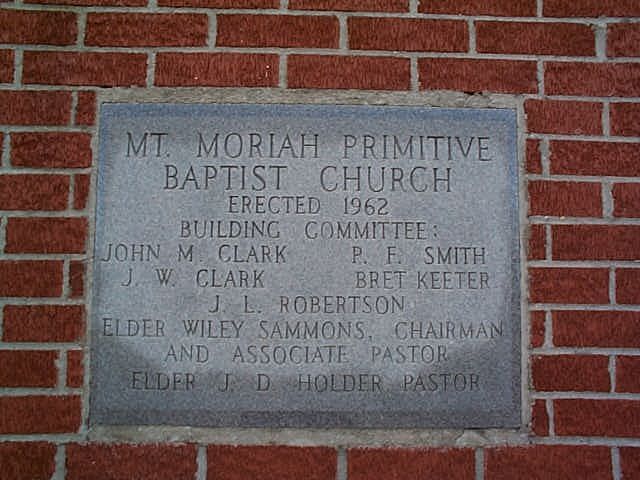 MT. MORIAH PRIMITIVE
BAPTIST CHURCH
ERECTED 1962
BUILDING COMMITTEE:
JOHN M. CLARK P. F. SMITH
J. W. CLARK BRET KEETER
J. L. ROBERTSON
ELDER WILEY SAMMONS, CHAIRMAN
AND ASSOCIATE PASTOR
ELDER J. D. HOLDER PASTOR